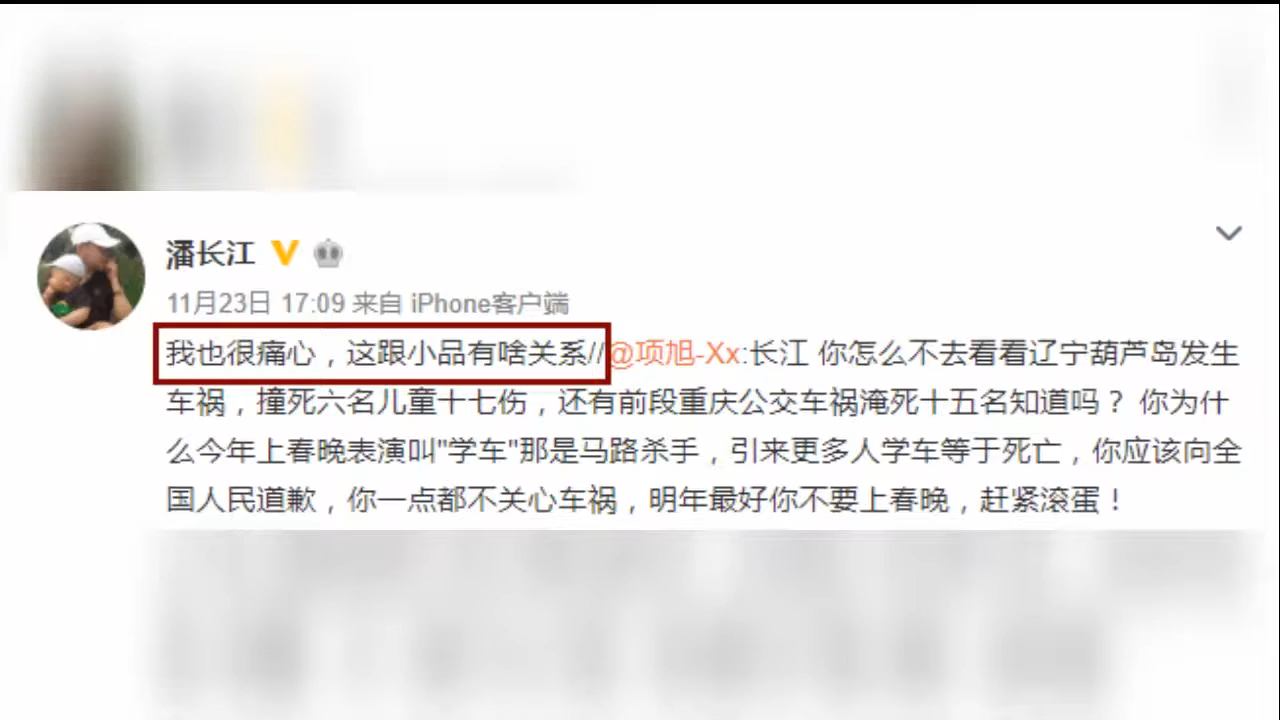 潘长江
11月23日 17:09 来自 iPhone客户端
我也很痛心，这跟小品有啥关系//@项旭-Xx:长江 你怎么不去看看辽宁葫芦岛发生
车祸，撞死六名儿童十七伤，还有前段重庆公交车祸淹死十五名知道吗？ 你为什
么今年上春晚表演叫"学车"那是马路杀手，引来更多人学车等于死亡，你应该向全
国人民道歉，你一点都不关心车祸，明年最好你不要上春晚，赶紧滚蛋！